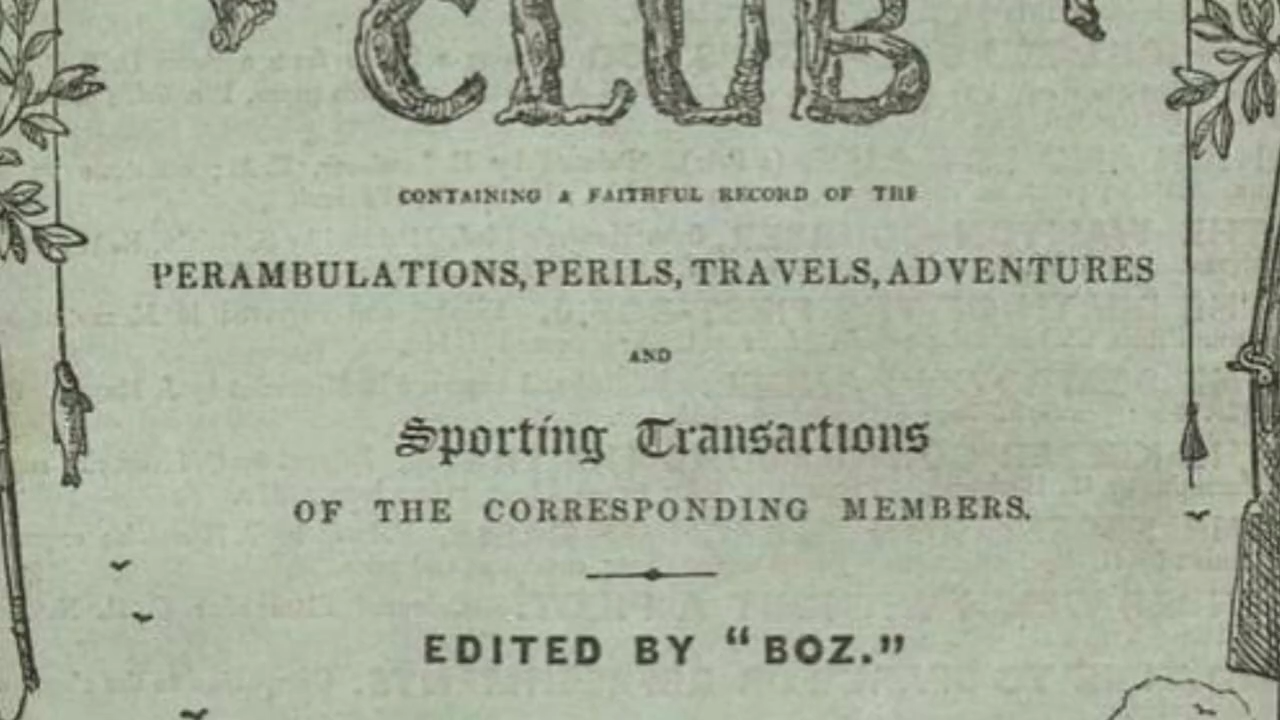 CLUB
CONTAINING A FAITHFUL RECORD OF THE
PERAMBULATIONS, PERILS, TRAVELS, ADVENTURES
AND
Sporting Transactions
OF THE CORRESPONDING MEMBERS.
EDITED BY "BOZ."